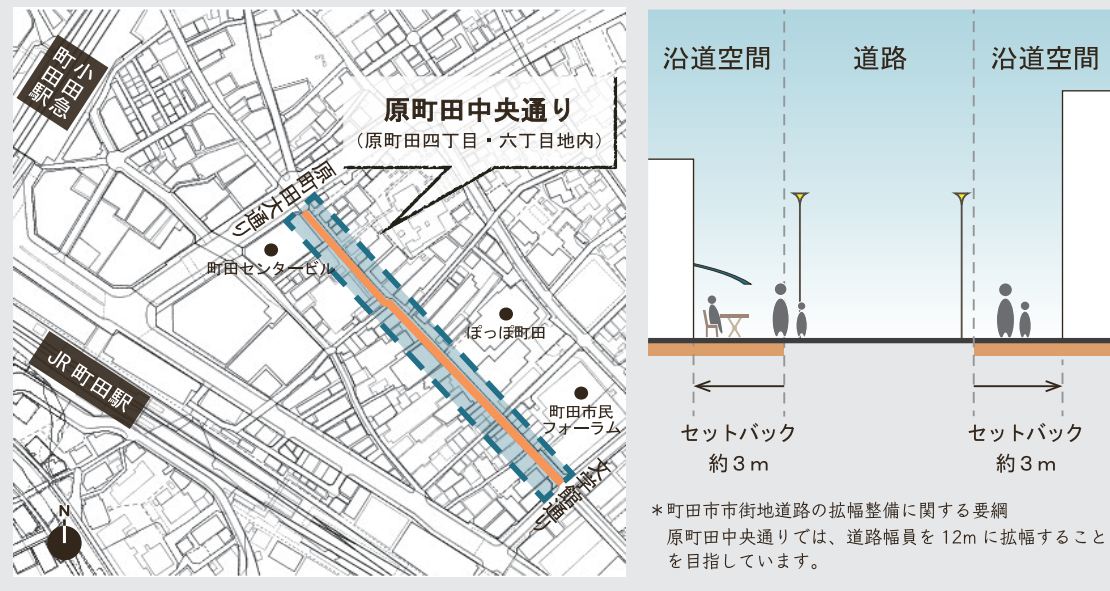 小田急
町田駅
原町田中央通り
（原町田四丁目・六丁目地内）
原町田大通り
町田センタービル
ぽっぽ町田
町田市民
フォーラム
JR 町田駅
文学館通り
N
沿道空間
道路
沿道空間
セットバック
約３ｍ
セットバック
約３ｍ
＊町田市市街地道路の拡幅整備に関する要綱
原町田中央通りでは、道路幅員を 12m に拡幅すること
を目指しています。